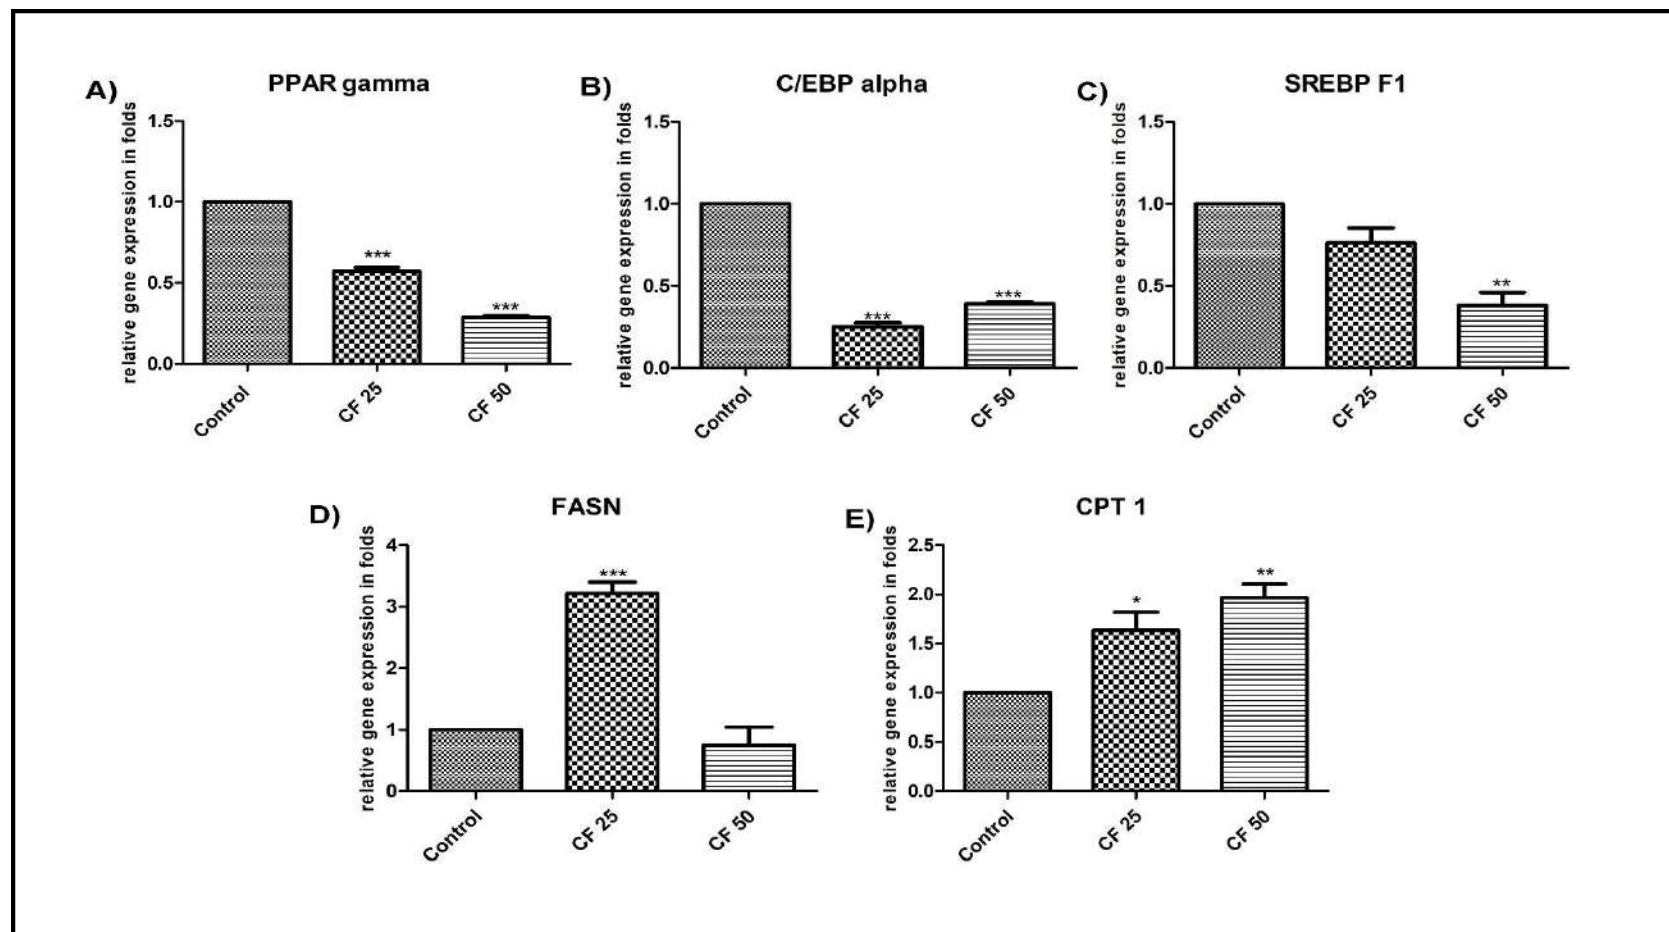 A)
PPAR gamma
relative gene expression in folds
1.5
1.0
0.5
0.0
***
***
Control
CF 25
CF 50
B)
C/EBP alpha
relative gene expression in folds
1.5
1.0
0.5
0.0
***
***
Control
CF 25
CF 50
C)
SREBP F1
relative gene expression in folds
1.5
1.0
0.5
0.0
**
Control
CF 25
CF 50
D)
FASN
relative gene expression in folds
4
3
2
1
0
***
Control
CF 25
CF 50
E)
CPT 1
relative gene expression in folds
2.5
2.0
1.5
1.0
0.5
0.0
*
**
Control
CF 25
CF 50